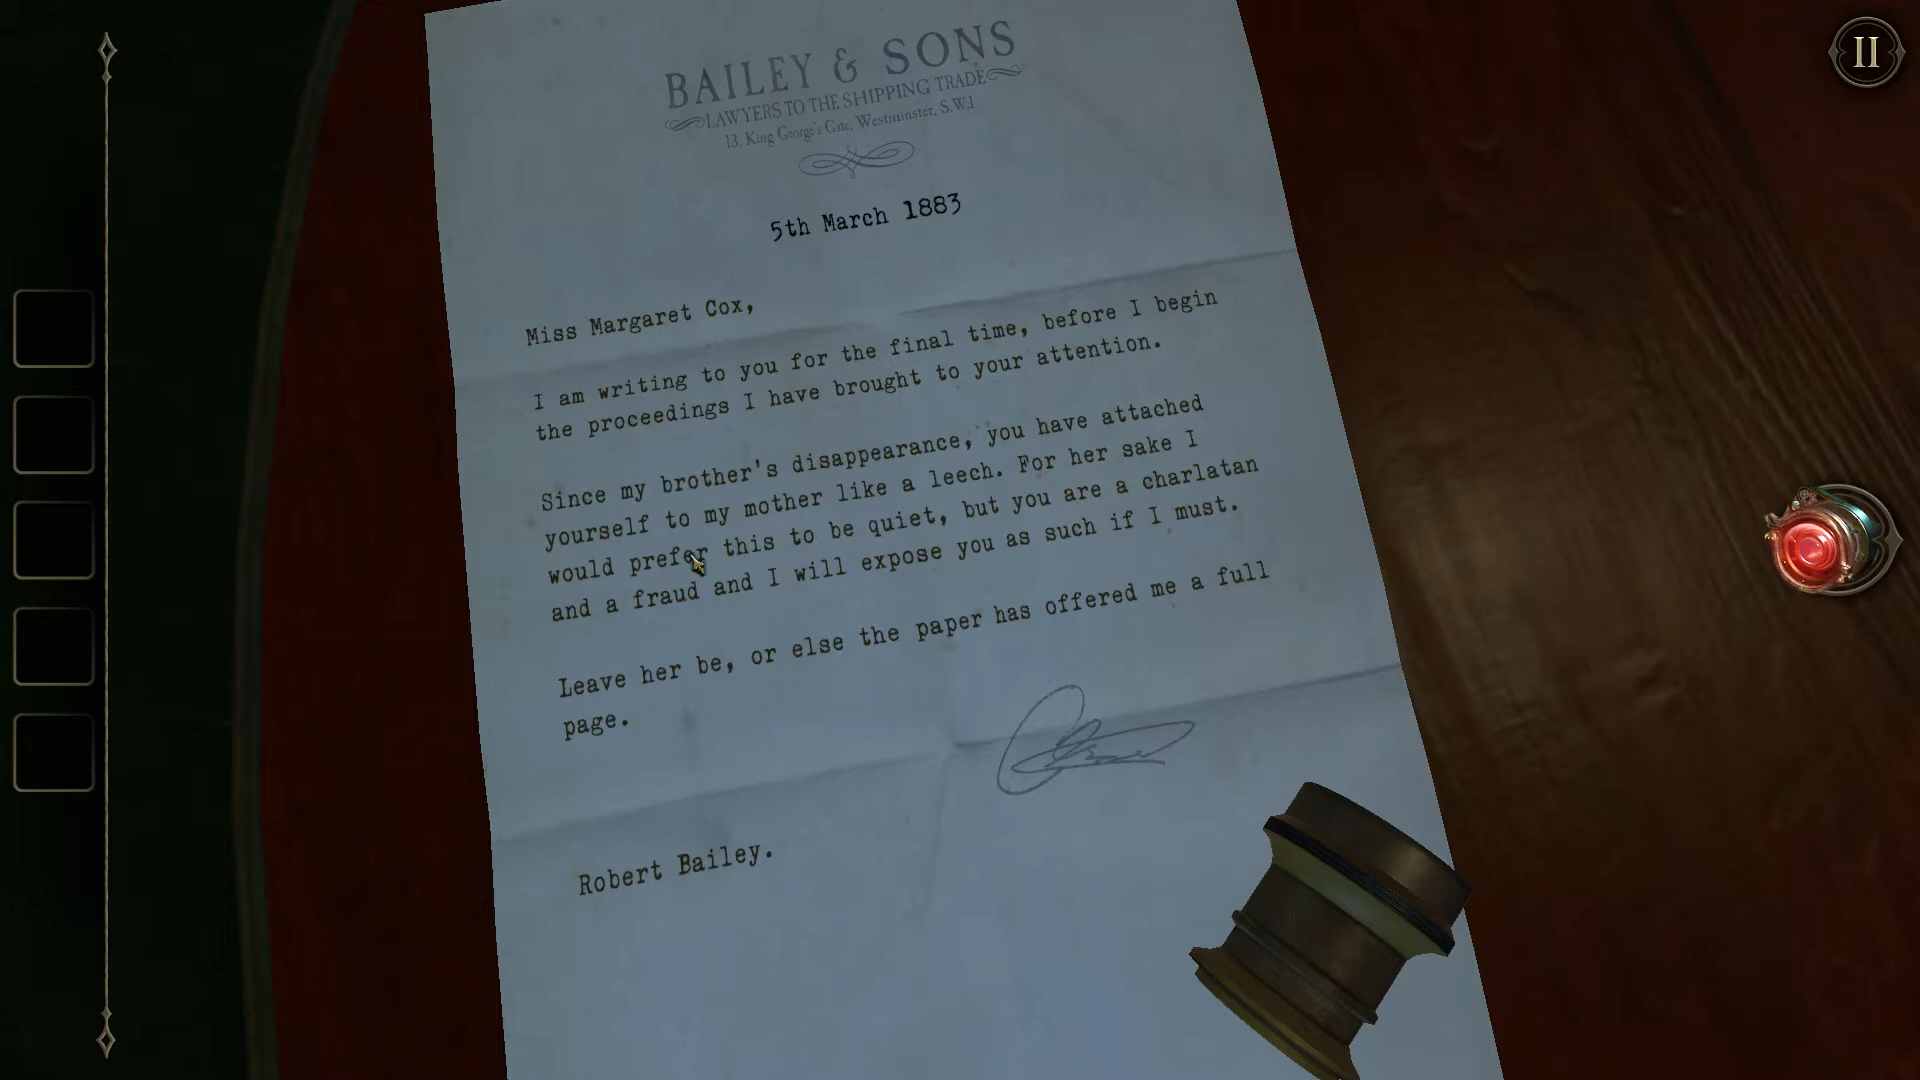 BAILEY & SONS
LAWYERS TO THE SHIPPING TRADE
13, King George's Gate, Westminster, S.W.1
5th March 1883
Miss Margaret Cox,
I am writing to you for the final time, before I begin
the proceedings I have brought to your attention.
Since my brother's disappearance, you have attached
yourself to my mother like a leech. For her sake I
would prefer this to be quiet, but you are a charlatan
and a fraud and I will expose you as such if I must.
Leave her be, or else the paper has offered me a full
page.
Robert Bailey.